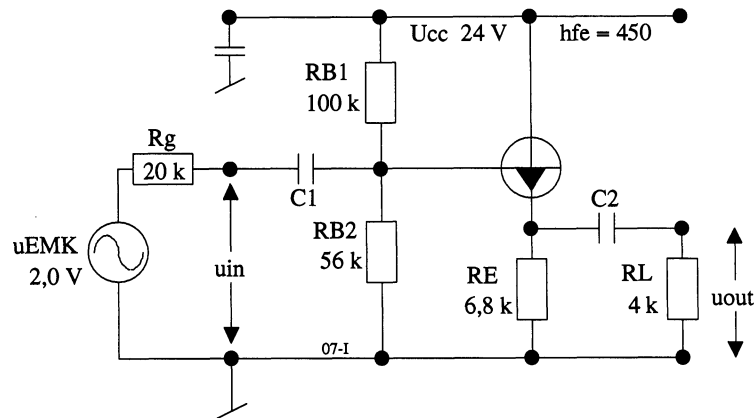 Ucc 24 V hfe = 450
RB1
100 k
Rg
20 k
C1
C2
uEMK
2,0 V
uin
RB2
56 k
RE
6,8 k
RL
4 k
uout
07-I